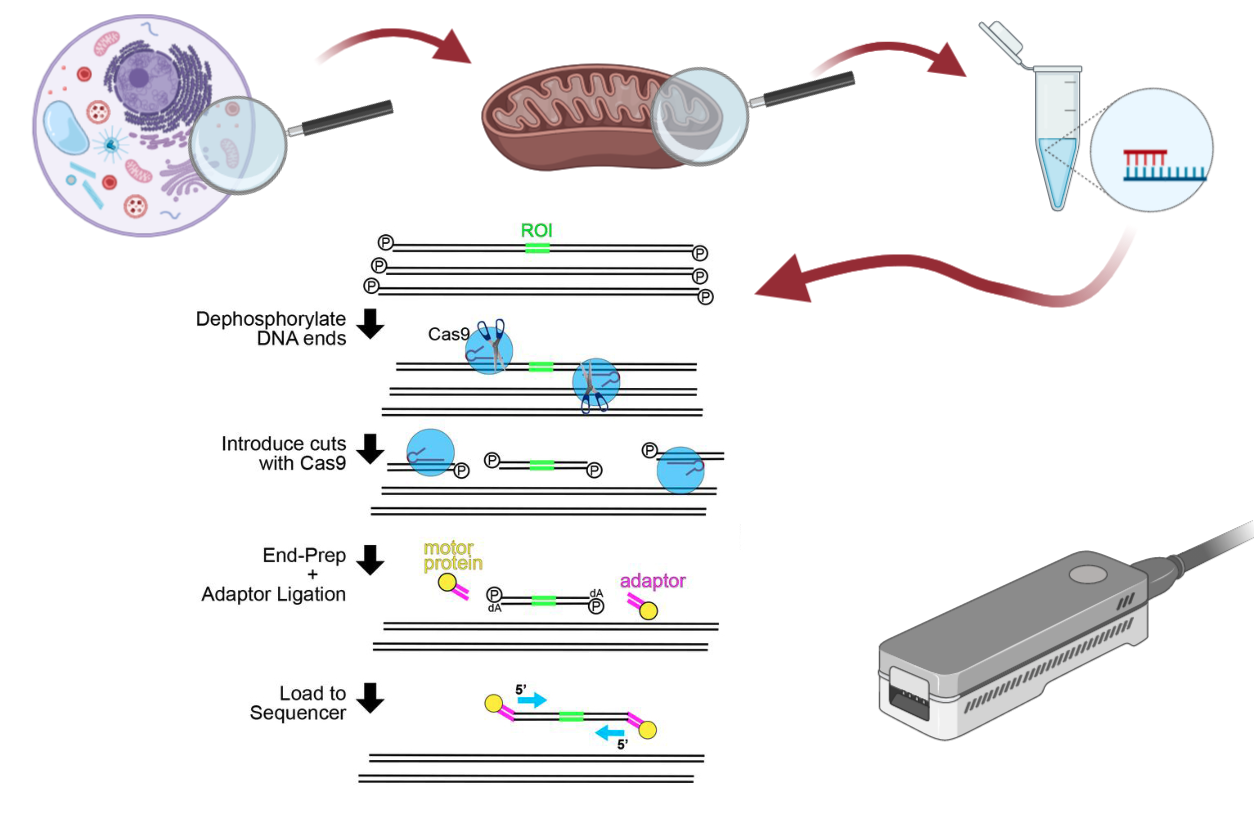 ROI
P
P
P
P
P
P
Dephosphorylate
DNA ends
Cas9
Introduce cuts
with Cas9
P
P
P
P
End-Prep
+
Adaptor Ligation
motor
protein
adaptor
P
dA
dA
P
Load to
Sequencer
5'
5'